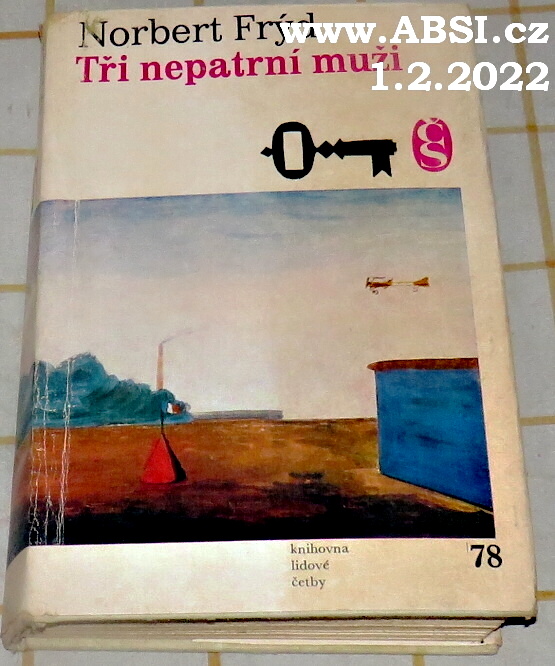 Norbert Frýd
www.ABSI.cz
Tři nepatrní muži
1.2.2022
ČS
knihovna
lidové
četby
78